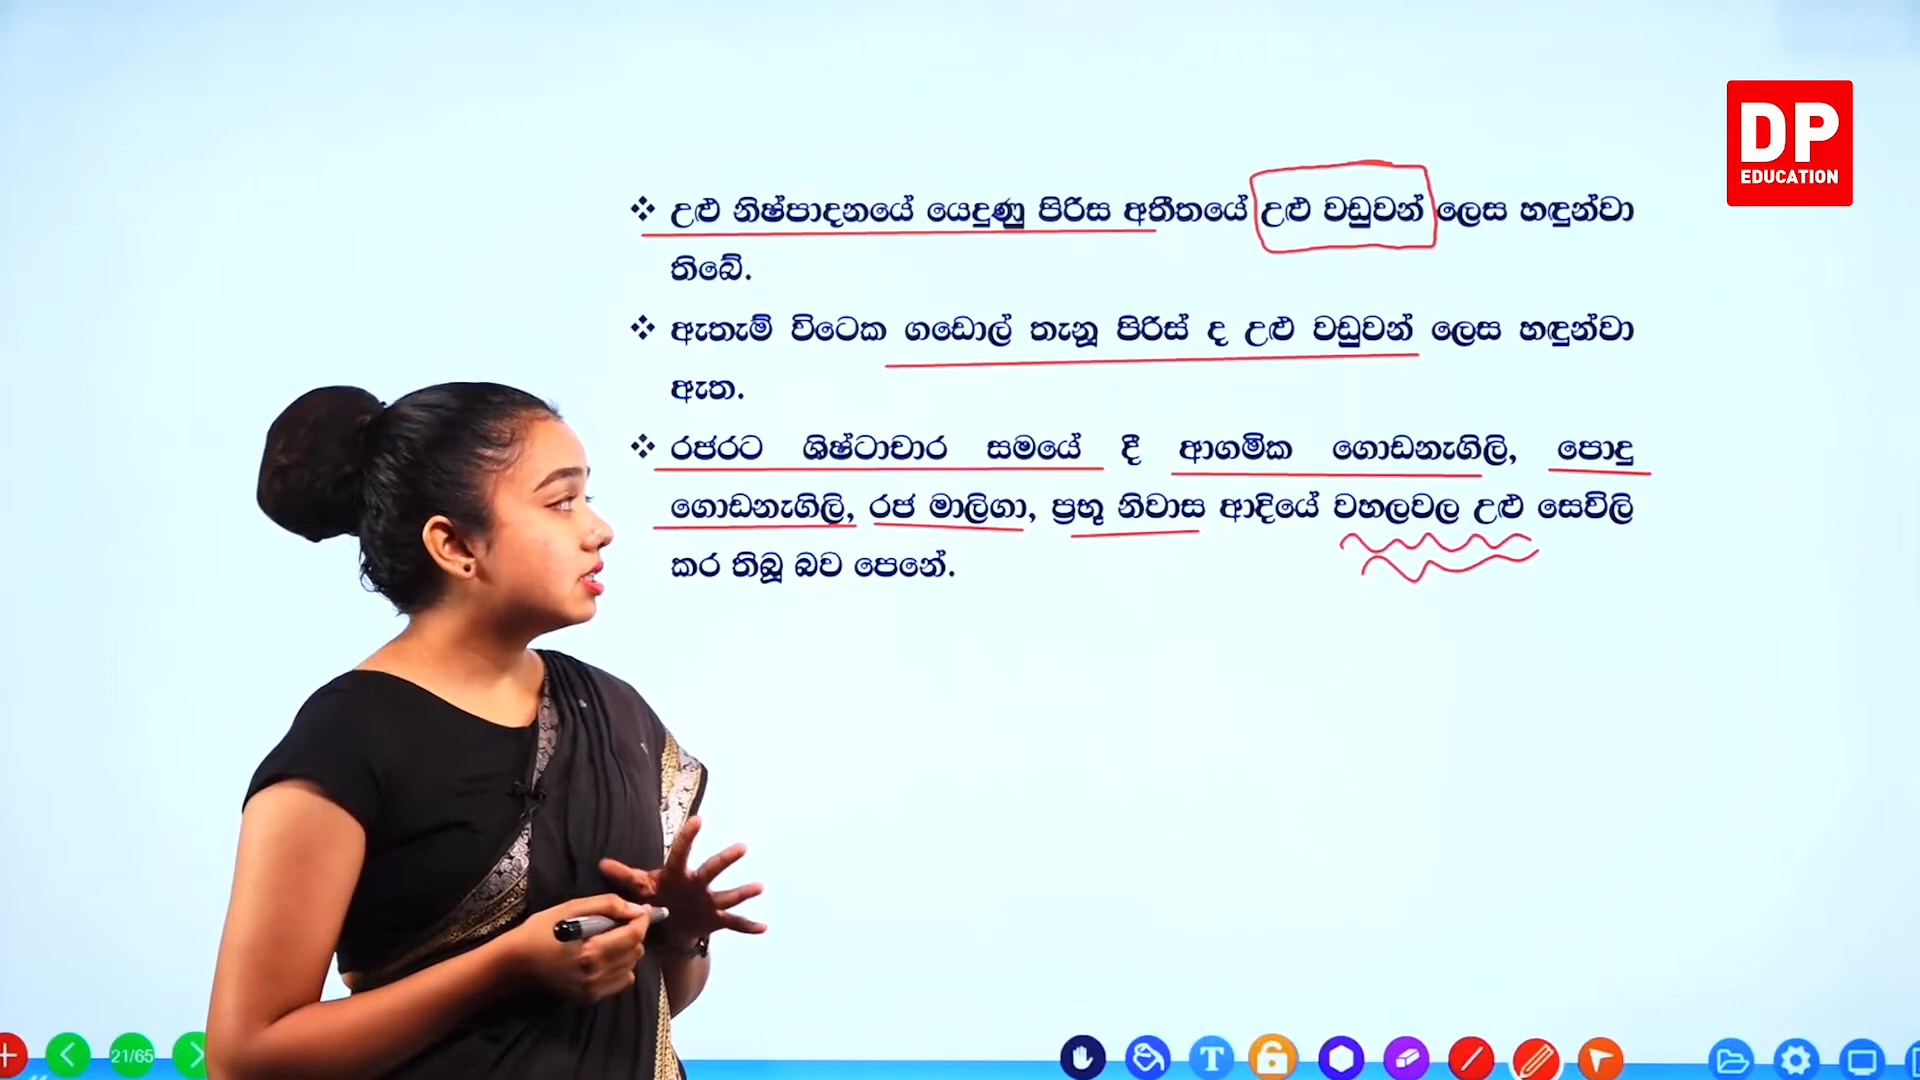 DP
EDUCATION
❖ උළු නිෂ්පාදනයේ යෙදුණු පිරිස අතීතයේ උළු වඩුවන් ලෙස හඳුන්වා
තිබේ.
❖ ඇතැම් විටෙක ගඩොල් තැනූ පිරිස් ද උළු වඩුවන් ලෙස හඳුන්වා
ඇත.
❖ රජරට ශිෂ්ටාචාර සමයේ දී ආගමික ගොඩනැගිලි, පොදු
ගොඩනැගිලි, රජ මාලිගා, ප්‍රභූ නිවාස ආදියේ වහලවල උළු සෙවිලි
කර තිබූ බව පෙනේ.
21/65
T